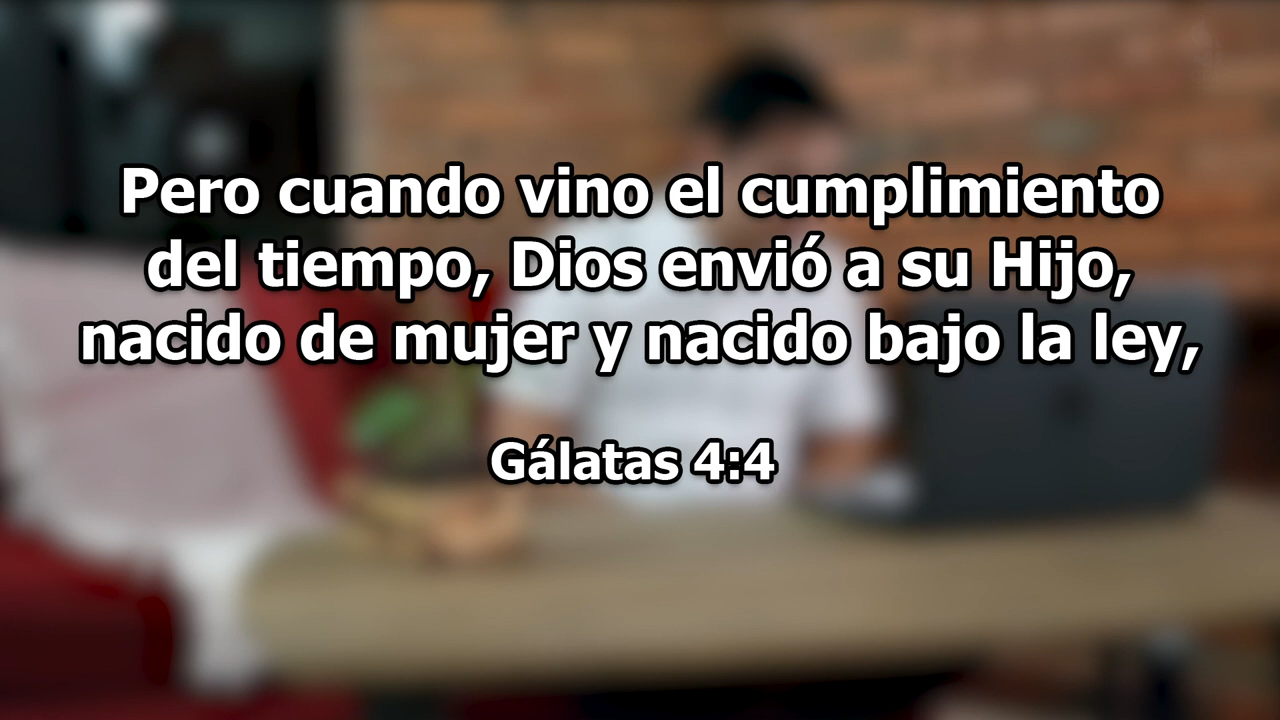 Pero cuando vino el cumplimiento
del tiempo, Dios envió a su Hijo,
nacido de mujer y nacido bajo la ley,
Gálatas 4:4